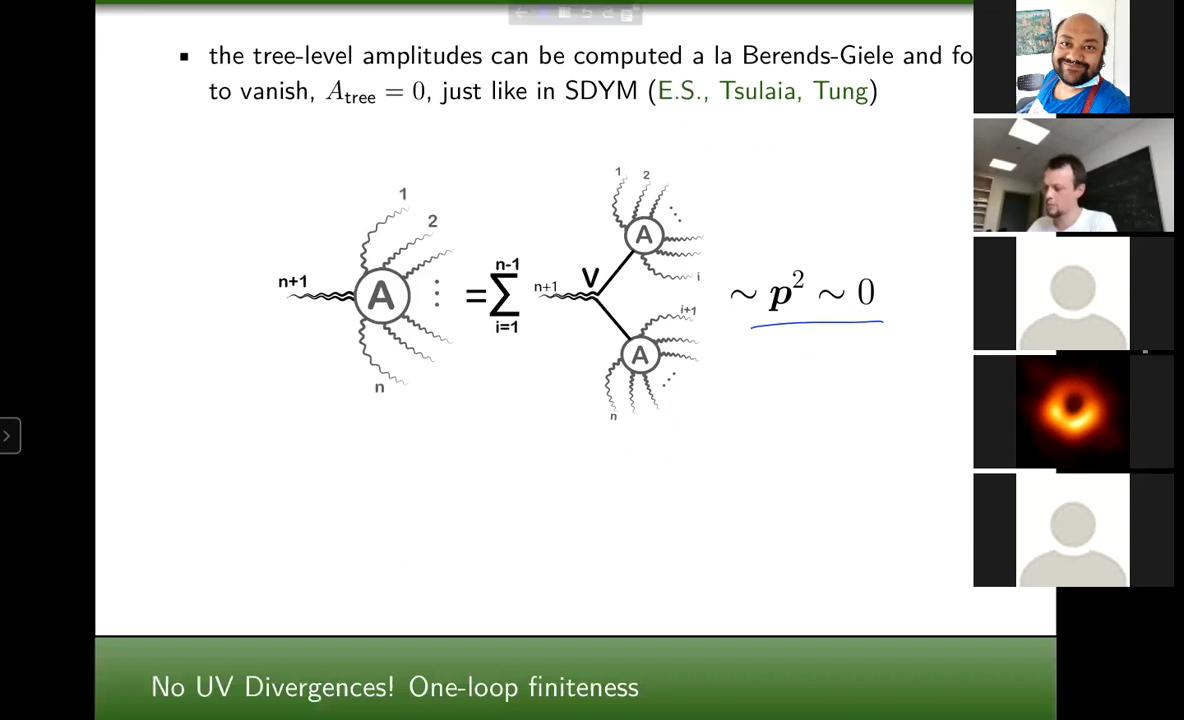 the tree-level amplitudes can be computed a la Berends-Giele and fo
to vanish, A_tree = 0, just like in SDYM (E.S., Tsulaia, Tung)
1
2
n+1
A
⋮
n
=
n-1
∑
i=1
n+1
V
1
2
A
i
i+1
A
n
∼ p² ∼ 0
No UV Divergences! One-loop finiteness